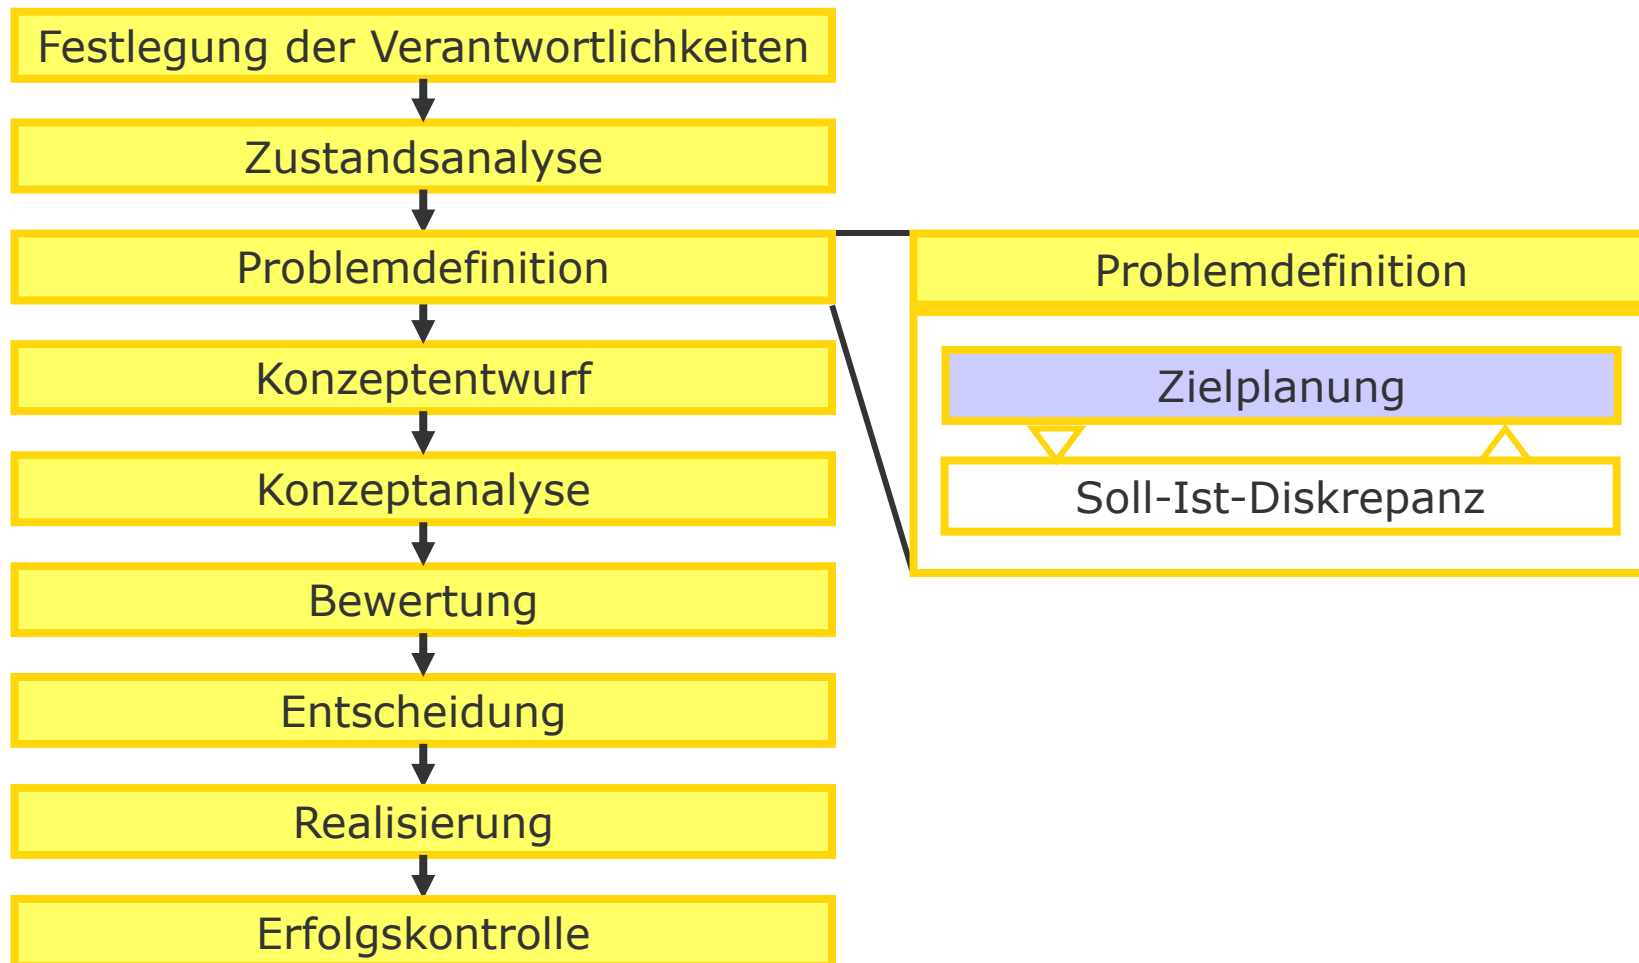 Festlegung der Verantwortlichkeiten
Zustandsanalyse
Problemdefinition
Konzeptentwurf
Konzeptanalyse
Bewertung
Entscheidung
Realisierung
Erfolgskontrolle
Problemdefinition
Zielplanung
Soll-Ist-Diskrepanz